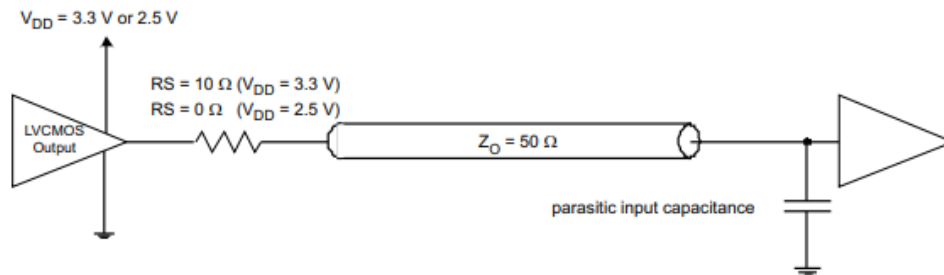 V_DD = 3.3 V or 2.5 V
RS = 10 Ω (V_DD = 3.3 V)
RS = 0 Ω (V_DD = 2.5 V)
LVCMOS
Output
Z_O = 50 Ω
parasitic input capacitance